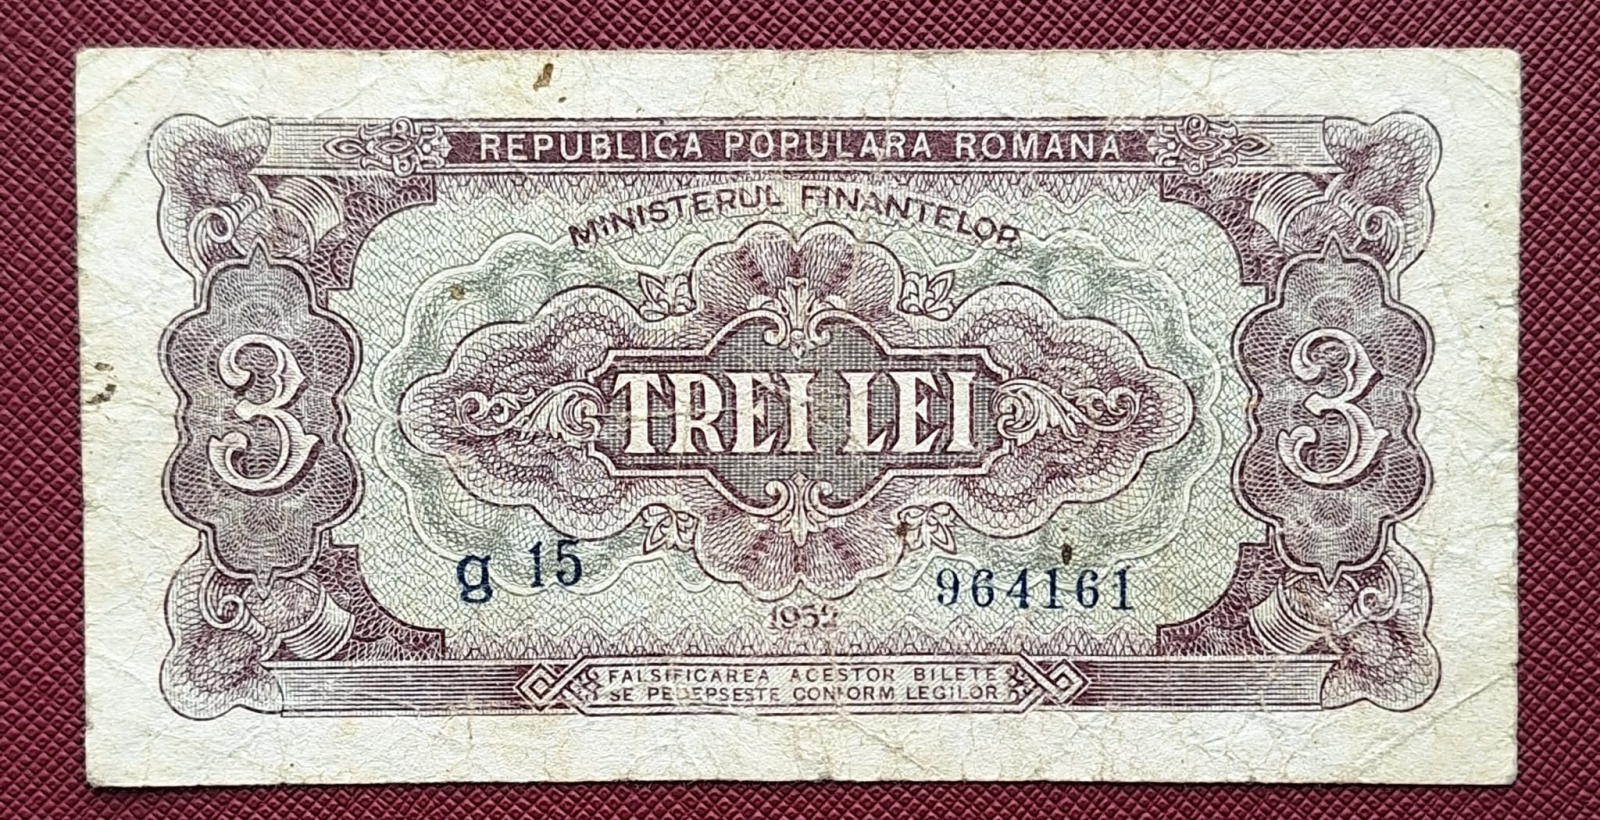 REPUBLICA POPULARA ROMANA
MINISTERUL FINANTELOR
3
TREI LEI
3
g 15
964161
1952
FALSIFICAREA ACESTOR BILETE
SE PEDEPSESTE CONFORM LEGILOR